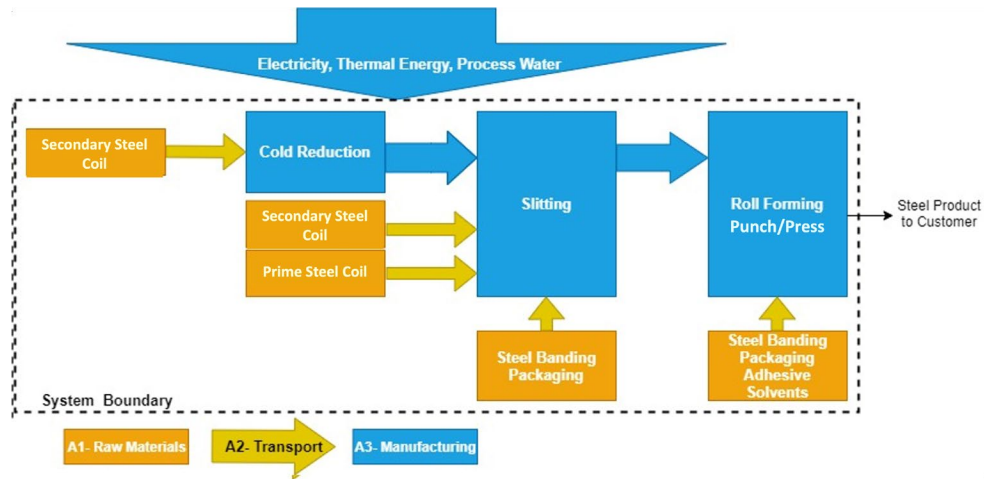 Electricity, Thermal Energy, Process Water
Secondary Steel
Coil
Cold Reduction
Secondary Steel
Coil
Prime Steel Coil
Slitting
Roll Forming
Punch/Press
Steel Product
to Customer
Steel Banding
Packaging
Steel Banding
Packaging
Adhesive
Solvents
System Boundary
A1- Raw Materials
A2- Transport
A3- Manufacturing